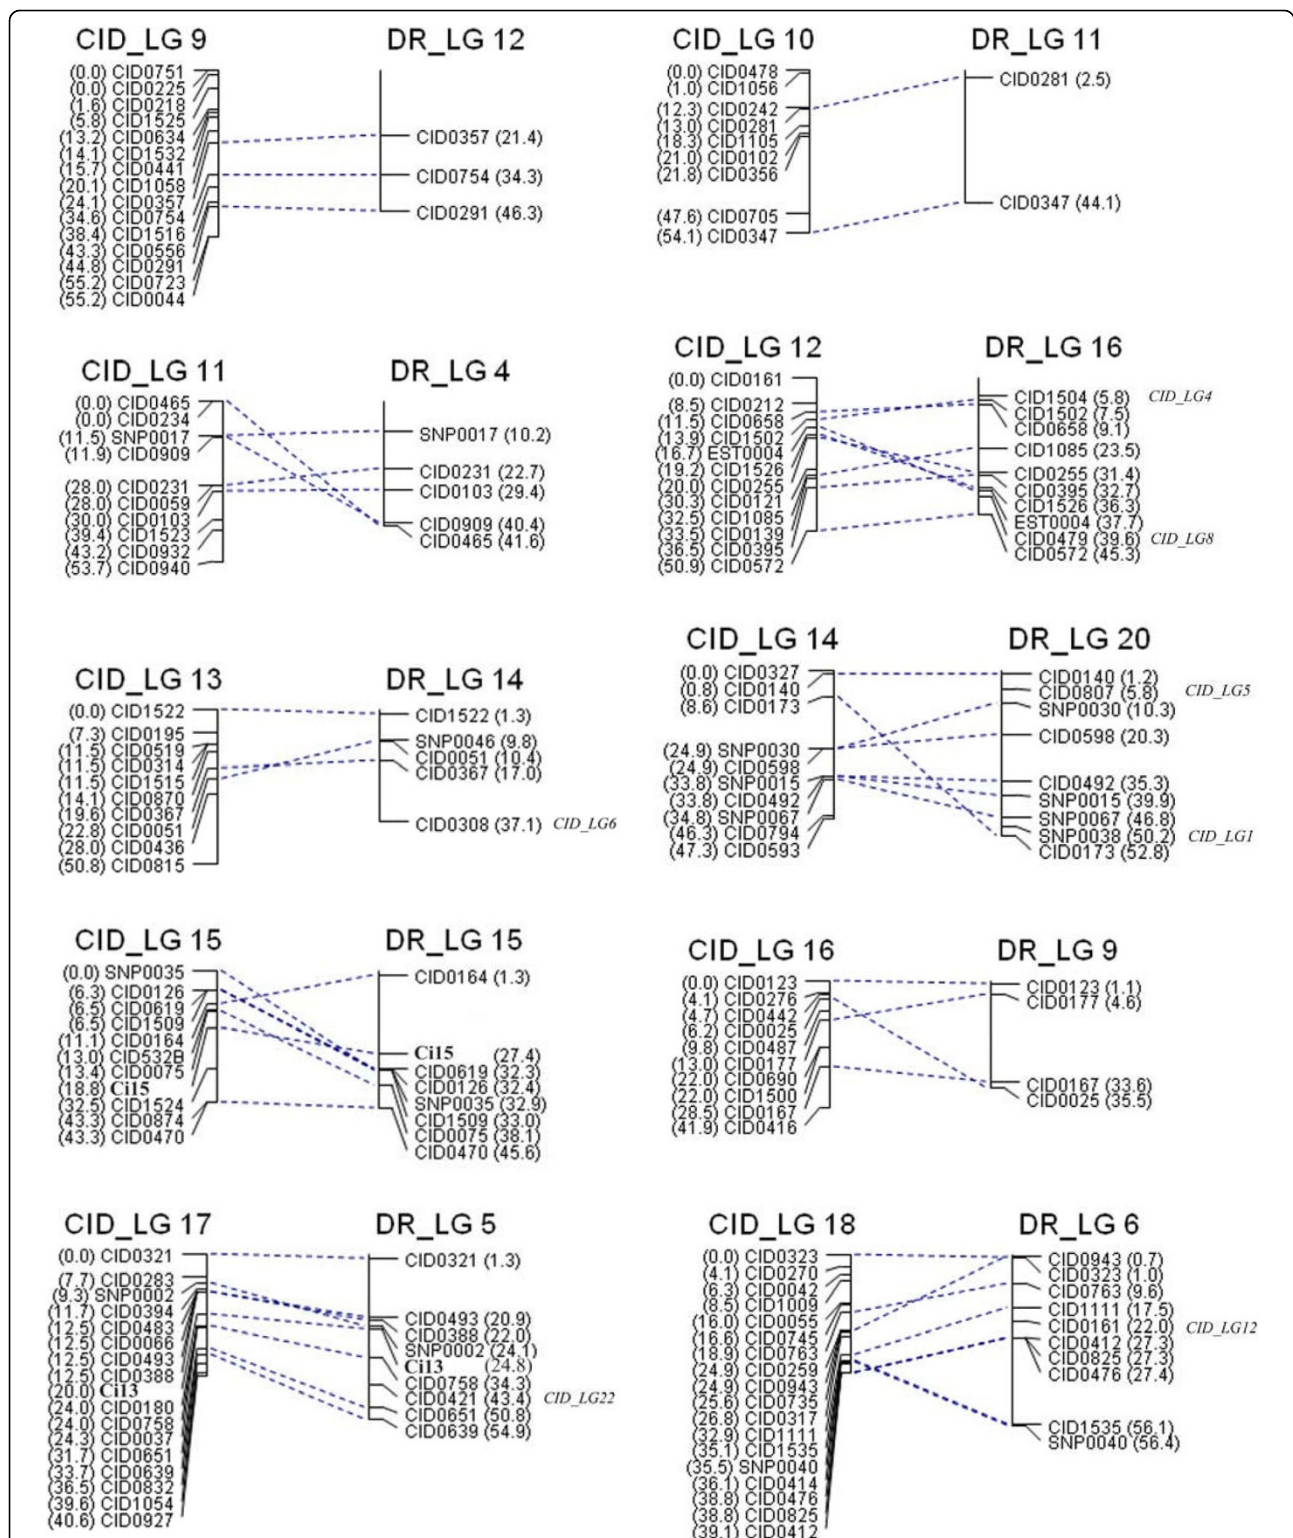 CID_LG 9
(0.0) CID0751
(0.0) CID0225
(1.6) CID0218
(5.8) CID1525
(13.2) CID0634
(14.1) CID1532
(15.7) CID0441
(20.1) CID1058
(24.1) CID0357
(34.6) CID0754
(38.4) CID1516
(43.3) CID0556
(44.8) CID0291
(55.2) CID0723
(55.2) CID0044
DR_LG 12
CID0357 (21.4)
CID0754 (34.3)
CID0291 (46.3)
CID_LG 10
(0.0) CID0478
(1.0) CID1056
(12.3) CID0242
(13.0) CID0281
(18.3) CID1105
(21.0) CID0102
(21.8) CID0356
(47.6) CID0705
(54.1) CID0347
DR_LG 11
CID0281 (2.5)
CID0347 (44.1)
CID_LG 11
(0.0) CID0465
(0.0) CID0234
(11.5) SNP0017
(11.9) CID0909
(28.0) CID0231
(28.0) CID0059
(30.0) CID0103
(39.4) CID1523
(43.2) CID0932
(53.7) CID0940
DR_LG 4
SNP0017 (10.2)
CID0231 (22.7)
CID0103 (29.4)
CID0909 (40.4)
CID0465 (41.6)
CID_LG 12
(0.0) CID0161
(8.5) CID0212
(11.5) CID0658
(13.9) CID1502
(16.7) EST0004
(19.2) CID1526
(20.0) CID0255
(30.3) CID0121
(32.5) CID1085
(33.5) CID0139
(36.5) CID0395
(50.9) CID0572
DR_LG 16
CID1504 (5.8) CID_LG4
CID1502 (7.5)
CID0658 (9.1)
CID1085 (23.5)
CID0255 (31.4)
CID0395 (32.7)
CID1526 (36.3)
EST0004 (37.7)
CID0479 (39.6) CID_LG8
CID0572 (45.3)
CID_LG 13
(0.0) CID1522
(7.3) CID0195
(11.5) CID0519
(11.5) CID0314
(11.5) CID1515
(14.1) CID0870
(19.6) CID0367
(22.8) CID0051
(28.0) CID0436
(50.8) CID0815
DR_LG 14
CID1522 (1.3)
SNP0046 (9.8)
CID0051 (10.4)
CID0367 (17.0)
CID0308 (37.1) CID_LG6
CID_LG 14
(0.0) CID0327
(0.8) CID0140
(8.6) CID0173
(24.9) SNP0030
(24.9) CID0598
(33.8) SNP0015
(33.8) CID0492
(34.8) SNP0067
(46.3) CID0794
(47.3) CID0593
DR_LG 20
CID0140 (1.2)
CID0807 (5.8) CID_LG5
SNP0030 (10.3)
CID0598 (20.3)
CID0492 (35.3)
SNP0015 (39.9)
SNP0067 (46.8)
SNP0038 (50.2) CID_LG1
CID0173 (52.8)
CID_LG 15
(0.0) SNP0035
(6.3) CID0126
(6.5) CID0619
(6.5) CID1509
(11.1) CID0164
(13.0) CID532B
(13.4) CID0075
(18.8) Ci15
(32.5) CID1524
(43.3) CID0874
(43.3) CID0470
DR_LG 15
CID0164 (1.3)
Ci15 (27.4)
CID0619 (32.3)
CID0126 (32.4)
SNP0035 (32.9)
CID1509 (33.0)
CID0075 (38.1)
CID0470 (45.6)
CID_LG 16
(0.0) CID0123
(4.1) CID0276
(4.7) CID0442
(6.2) CID0025
(9.8) CID0487
(13.0) CID0177
(22.0) CID0690
(22.0) CID1500
(28.5) CID0167
(41.9) CID0416
DR_LG 9
CID0123 (1.1)
CID0177 (4.6)
CID0167 (33.6)
CID0025 (35.5)
CID_LG 17
(0.0) CID0321
(7.7) CID0283
(9.3) SNP0002
(11.7) CID0394
(12.5) CID0483
(12.5) CID0066
(12.5) CID0493
(12.5) CID0388
(20.0) Ci13
(24.0) CID0180
(24.0) CID0758
(24.3) CID0037
(31.7) CID0651
(33.7) CID0639
(36.5) CID0832
(39.6) CID1054
(40.6) CID0927
DR_LG 5
CID0321 (1.3)
CID0493 (20.9)
CID0388 (22.0)
SNP0002 (24.1)
Ci13 (24.8)
CID0758 (34.3)
CID0421 (43.4) CID_LG22
CID0651 (50.8)
CID0639 (54.9)
CID_LG 18
(0.0) CID0323
(4.1) CID0270
(6.3) CID0042
(8.5) CID1009
(16.0) CID0055
(16.6) CID0745
(18.9) CID0763
(24.9) CID0259
(24.9) CID0943
(25.6) CID0735
(26.8) CID0317
(32.9) CID1111
(35.1) CID1535
(35.5) SNP0040
(36.1) CID0414
(38.8) CID0476
(38.8) CID0825
(39.1) CID0412
DR_LG 6
CID0943 (0.7)
CID0323 (1.0)
CID0763 (9.6)
CID1111 (17.5)
CID0161 (22.0) CID_LG12
CID0412 (27.3)
CID0825 (27.3)
CID0476 (27.4)
CID1535 (56.1)
SNP0040 (56.4)